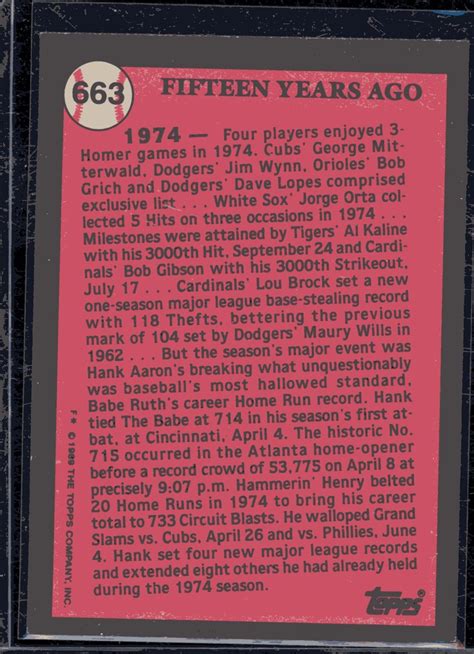 663
FIFTEEN YEARS AGO
1974 — Four players enjoyed 3-
Homer games in 1974. Cubs' George Mit-
terwald, Dodgers' Jim Wynn, Orioles' Bob
Grich and Dodgers' Dave Lopes comprised
exclusive list . . . White Sox' Jorge Orta col-
lected 5 Hits on three occasions in 1974 . . .
Milestones were attained by Tigers' Al Kaline
with his 3000th Hit, September 24 and Cardi-
nals' Bob Gibson with his 3000th Strikeout,
July 17 . . . Cardinals' Lou Brock set a new
one-season major league base-stealing record
with 118 Thefts, bettering the previous
mark of 104 set by Dodgers' Maury Wills in
1962 . . . But the season's major event was
Hank Aaron's breaking what unquestionably
was baseball's most hallowed standard,
Babe Ruth's career Home Run record. Hank
tied The Babe at 714 in his season's first at-
bat, at Cincinnati, April 4. The historic No.
715 occurred in the Atlanta home-opener
before a record crowd of 53,775 on April 8 at
precisely 9:07 p.m. Hammerin' Henry belted
20 Home Runs in 1974 to bring his career
total to 733 Circuit Blasts. He walloped Grand
Slams vs. Cubs, April 26 and vs. Phillies, June
4. Hank set four new major league records
and extended eight others he had already held
during the 1974 season.
F* © 1989 THE TOPPS COMPANY, INC.
Topps®